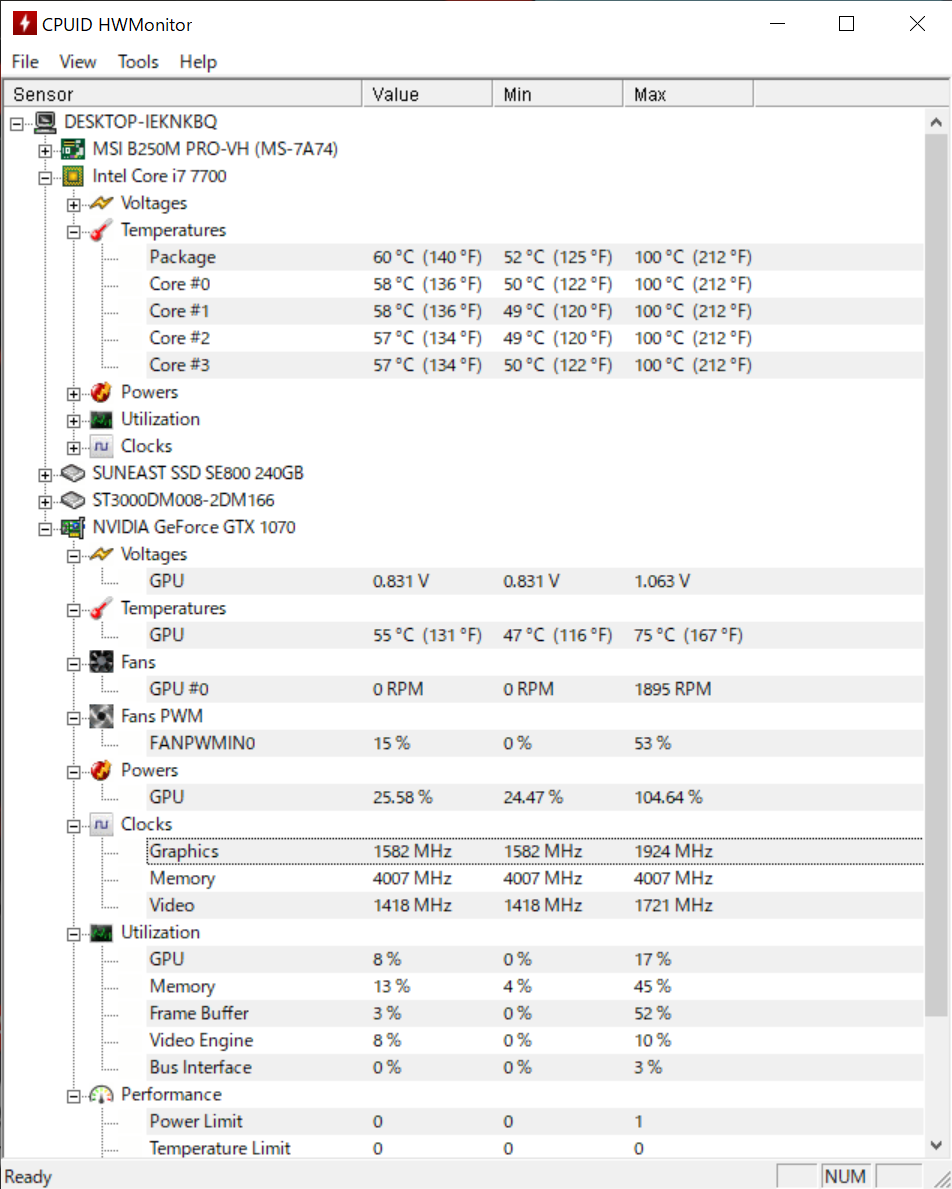 CPUID HWMonitor
File View Tools Help
Sensor Value Min Max
DESKTOP-IEKNKBQ
MSI B250M PRO-VH (MS-7A74)
Intel Core i7 7700
Voltages
Temperatures
Package 60 °C (140 °F) 52 °C (125 °F) 100 °C (212 °F)
Core #0 58 °C (136 °F) 50 °C (122 °F) 100 °C (212 °F)
Core #1 58 °C (136 °F) 49 °C (120 °F) 100 °C (212 °F)
Core #2 57 °C (134 °F) 49 °C (120 °F) 100 °C (212 °F)
Core #3 57 °C (134 °F) 50 °C (122 °F) 100 °C (212 °F)
Powers
Utilization
Clocks
SUNEAST SSD SE800 240GB
ST3000DM008-2DM166
NVIDIA GeForce GTX 1070
Voltages
GPU 0.831 V 0.831 V 1.063 V
Temperatures
GPU 55 °C (131 °F) 47 °C (116 °F) 75 °C (167 °F)
Fans
GPU #0 0 RPM 0 RPM 1895 RPM
Fans PWM
FANPWMIN0 15 % 0 % 53 %
Powers
GPU 25.58 % 24.47 % 104.64 %
Clocks
Graphics 1582 MHz 1582 MHz 1924 MHz
Memory 4007 MHz 4007 MHz 4007 MHz
Video 1418 MHz 1418 MHz 1721 MHz
Utilization
GPU 8 % 0 % 17 %
Memory 13 % 4 % 45 %
Frame Buffer 3 % 0 % 52 %
Video Engine 8 % 0 % 10 %
Bus Interface 0 % 0 % 3 %
Performance
Power Limit 0 0 1
Temperature Limit 0 0 0
Ready NUM